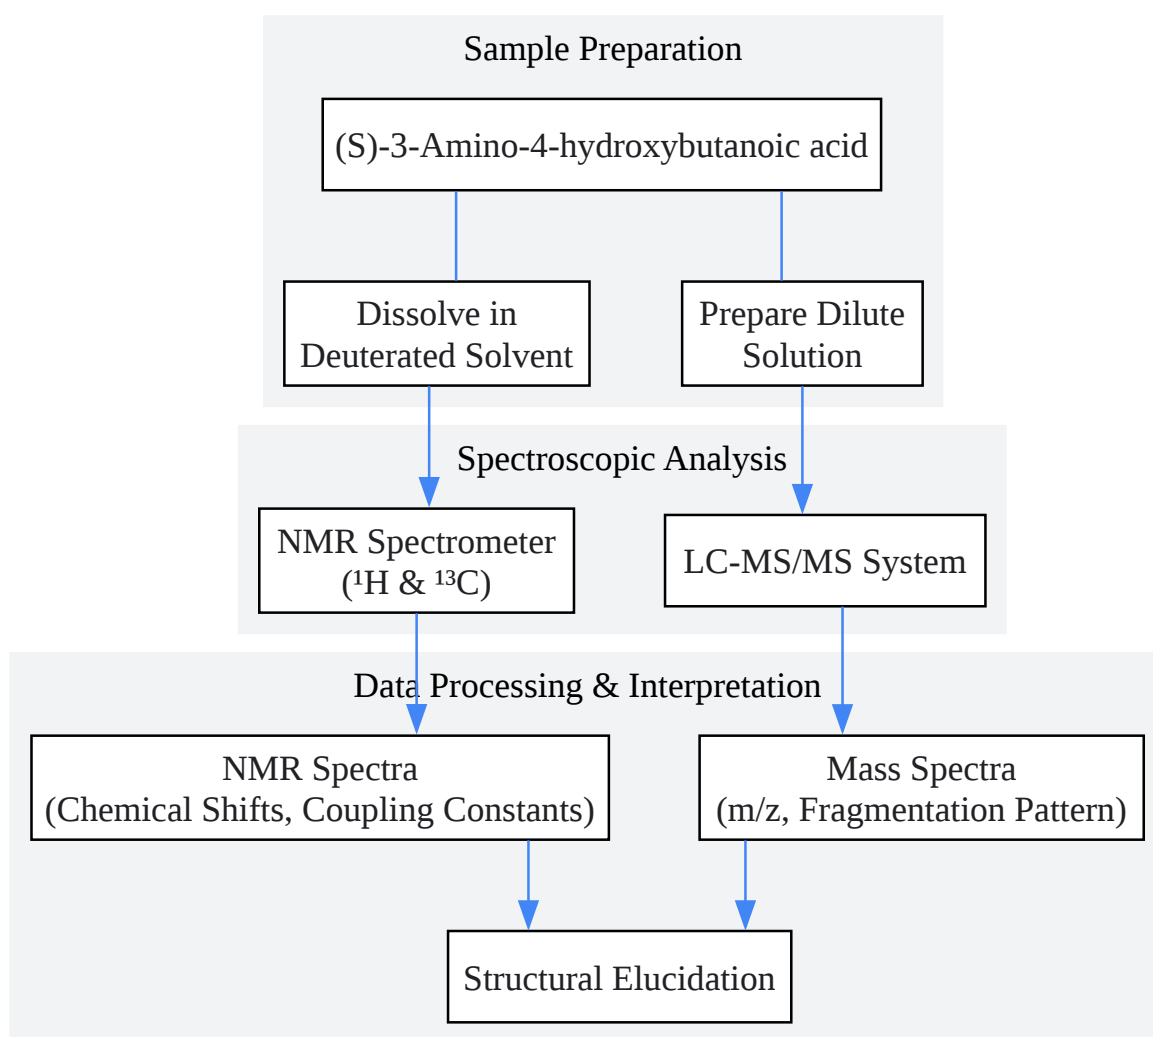 Sample Preparation
(S)-3-Amino-4-hydroxybutanoic acid
Dissolve in
Deuterated Solvent
Prepare Dilute
Solution
Spectroscopic Analysis
NMR Spectrometer
(¹H & ¹³C)
LC-MS/MS System
Data Processing & Interpretation
NMR Spectra
(Chemical Shifts, Coupling Constants)
Mass Spectra
(m/z, Fragmentation Pattern)
Structural Elucidation